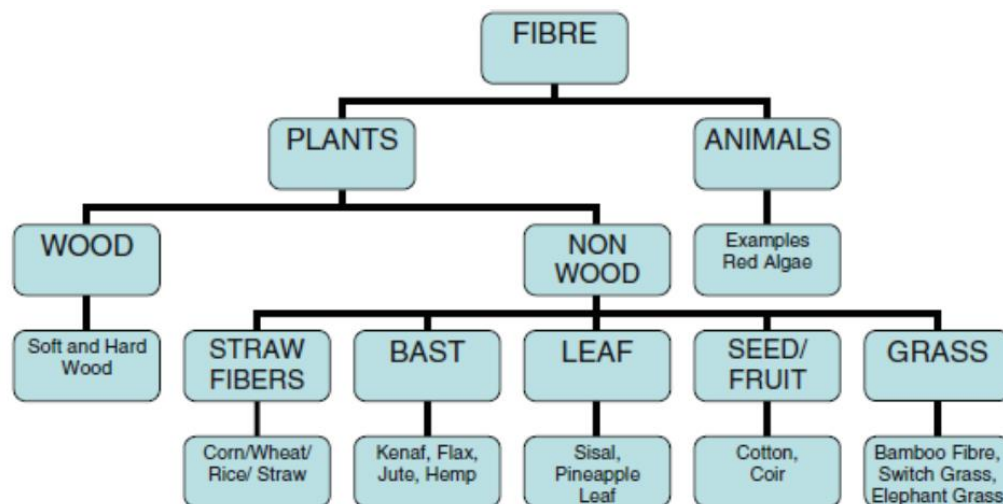 FIBRE
PLANTS
ANIMALS
WOOD
NON
WOOD
Examples
Red Algae
Soft and Hard
Wood
STRAW
FIBERS
BAST
LEAF
SEED/
FRUIT
GRASS
Corn/Wheat/
Rice/ Straw
Kenaf, Flax,
Jute, Hemp
Sisal,
Pineapple
Leaf
Cotton,
Coir
Bamboo Fibre,
Switch Grass,
Elephant Grass